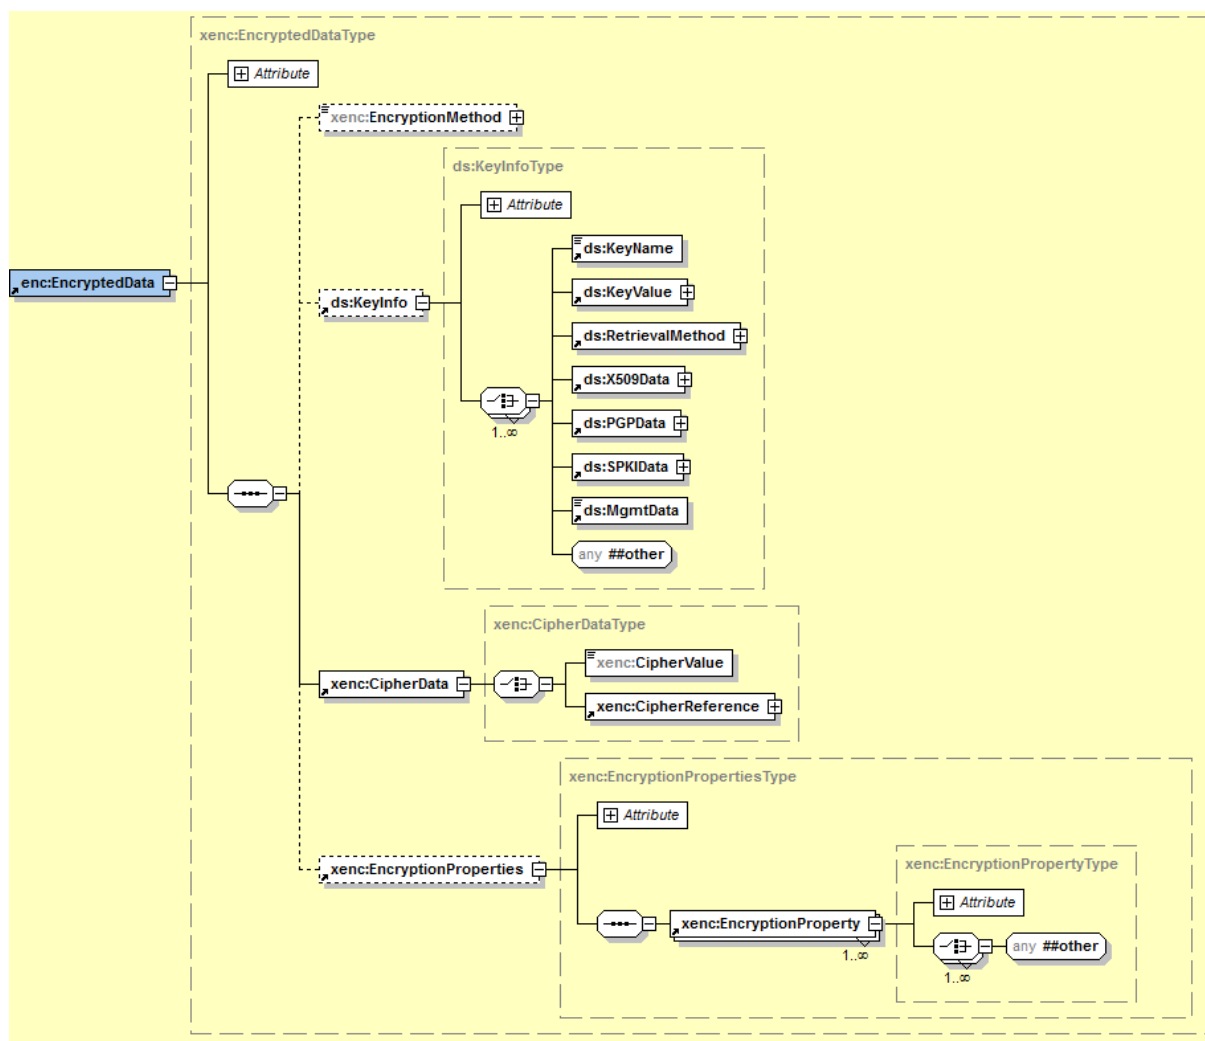 xenc:EncryptedDataType
Attribute
xenc:EncryptionMethod
ds:KeyInfoType
Attribute
ds:KeyName
enc:EncryptedData
ds:KeyValue
ds:KeyInfo
ds:RetrievalMethod
ds:X509Data
1..∞
ds:PGPData
ds:SPKIData
ds:MgmtData
any ##other
xenc:CipherDataType
xenc:CipherValue
xenc:CipherData
xenc:CipherReference
xenc:EncryptionPropertiesType
Attribute
xenc:EncryptionProperties
xenc:EncryptionPropertyType
Attribute
xenc:EncryptionProperty
1..∞
any ##other
1..∞